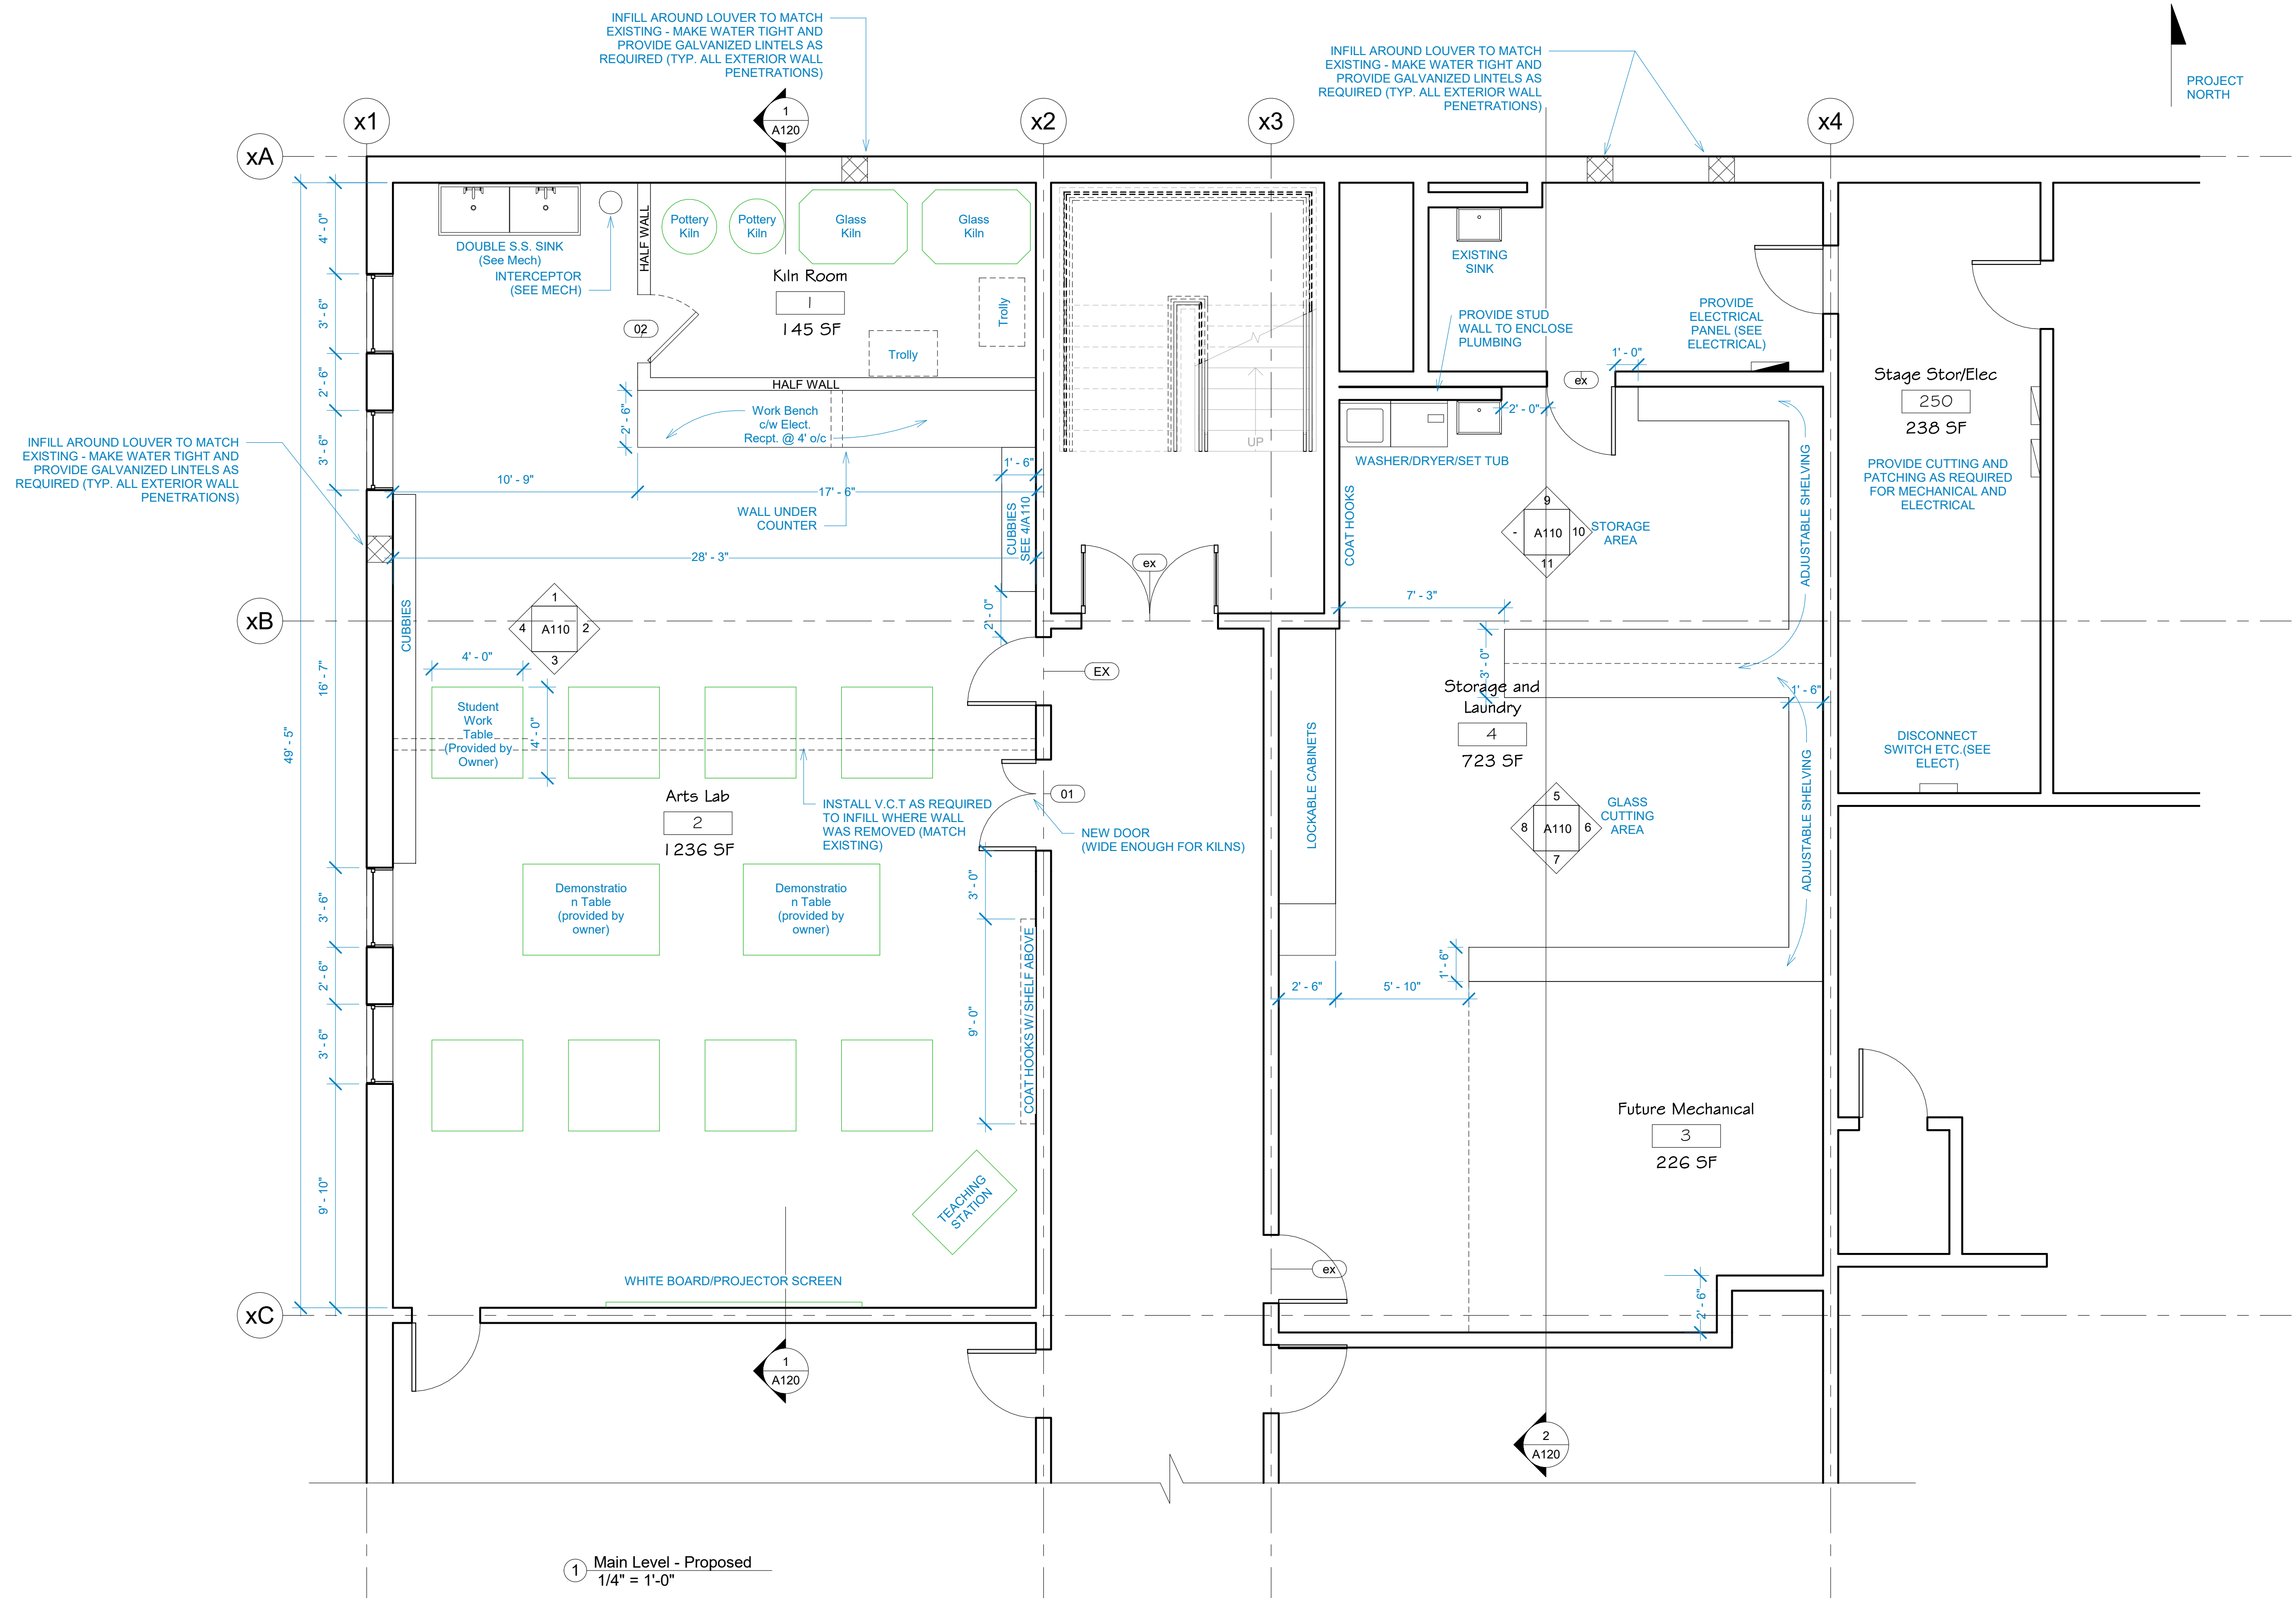 INFILL AROUND LOUVER TO MATCH
EXISTING - MAKE WATER TIGHT AND
PROVIDE GALVANIZED LINTELS AS
REQUIRED (TYP. ALL EXTERIOR WALL
PENETRATIONS)
INFILL AROUND LOUVER TO MATCH
EXISTING - MAKE WATER TIGHT AND
PROVIDE GALVANIZED LINTELS AS
REQUIRED (TYP. ALL EXTERIOR WALL
PENETRATIONS)
PROJECT
NORTH
x1
1
A120
x2
x3
x4
xA
4' - 0"
3' - 6"
2' - 6"
3' - 6"
16' - 7"
49' - 5"
3' - 6"
2' - 6"
3' - 6"
9' - 10"
DOUBLE S.S. SINK
(See Mech)
INTERCEPTOR
(SEE MECH)
HALF WALL
Pottery
Kiln
Pottery
Kiln
Glass
Kiln
Glass
Kiln
Kiln Room
1
145 SF
02
Trolly
Trolly
HALF WALL
2' - 6"
Work Bench
c/w Elect.
Recpt. @ 4' o/c
1' - 6"
10' - 9"
17' - 6"
WALL UNDER
COUNTER
CUBBIES
SEE 4/A110
28' - 3"
2' - 0"
INFILL AROUND LOUVER TO MATCH
EXISTING - MAKE WATER TIGHT AND
PROVIDE GALVANIZED LINTELS AS
REQUIRED (TYP. ALL EXTERIOR WALL
PENETRATIONS)
UP
ex
EXISTING
SINK
PROVIDE STUD
WALL TO ENCLOSE
PLUMBING
PROVIDE
ELECTRICAL
PANEL (SEE
ELECTRICAL)
1' - 0"
ex
2' - 0"
WASHER/DRYER/SET TUB
COAT HOOKS
9
- A110 10
11
STORAGE
AREA
ADJUSTABLE SHELVING
Stage Stor/Elec
250
238 SF
PROVIDE CUTTING AND
PATCHING AS REQUIRED
FOR MECHANICAL AND
ELECTRICAL
7' - 3"
xB
CUBBIES
1
4 A110 2
3
4' - 0"
Student
Work
Table
(Provided by
Owner)
4' - 0"
EX
01
Arts Lab
2
1236 SF
INSTALL V.C.T AS REQUIRED
TO INFILL WHERE WALL
WAS REMOVED (MATCH
EXISTING)
NEW DOOR
(WIDE ENOUGH FOR KILNS)
3' - 0"
Storage and
Laundry
4
723 SF
1' - 6"
LOCKABLE CABINETS
5
8 A110 6
7
GLASS
CUTTING
AREA
ADJUSTABLE SHELVING
DISCONNECT
SWITCH ETC.(SEE
ELECT)
Demonstratio
n Table
(provided by
owner)
Demonstratio
n Table
(provided by
owner)
3' - 0"
9' - 0"
COAT HOOKS W/ SHELF ABOVE
1' - 6"
2' - 6"
5' - 10"
Future Mechanical
3
226 SF
TEACHING
STATION
WHITE BOARD/PROJECTOR SCREEN
ex
2' - 6"
xC
1
A120
2
A120
1
Main Level - Proposed
1/4" = 1'-0"